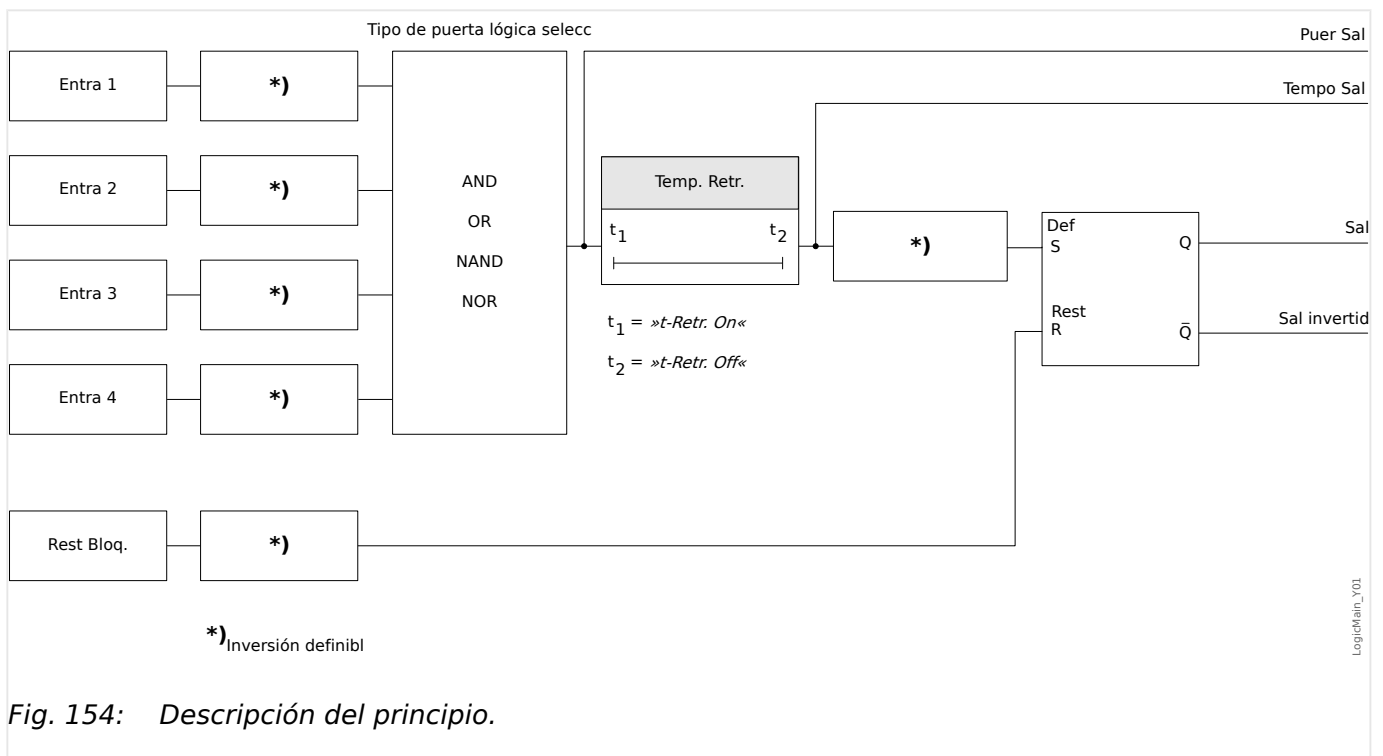 Tipo de puerta lógica selecc
Puer Sal
Tempo Sal
Entra 1
*)
Entra 2
*)
Entra 3
*)
Entra 4
*)
AND
OR
NAND
NOR
Temp. Retr.
t1
t2
t1 = »t-Retr. On«
t2 = »t-Retr. Off«
*)
Def
S
Q
Rest
R
Q̅
Sal
Sal invertid
Rest Bloq.
*)
*)Inversión definibl
LogicMain_Y01
Fig. 154: Descripción del principio.